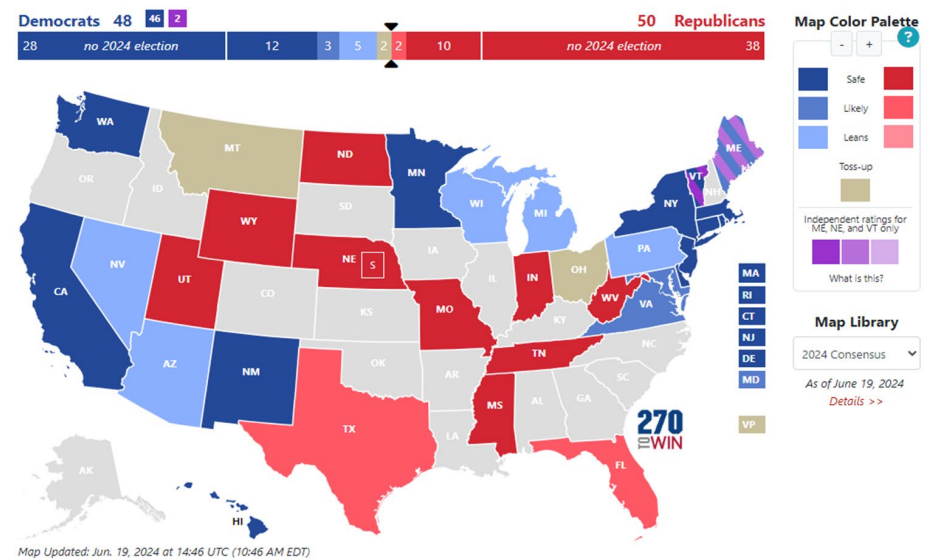 Democrats 48 46 2
50 Republicans
28 no 2024 election 12 3 5 2 2 10 no 2024 election 38
WA
OR
ID
MT
ND
SD
WY
NE S
MN
WI
MI
IA
IL
IN
OH
PA
NY
VT
NH
ME
CA
NV
UT
CO
KS
MO
KY
WV
VA
NC
TN
AZ
NM
OK
AR
SC
MS
AL
GA
LA
TX
FL
AK
HI
MA
RI
CT
NJ
DE
MD
VP
270
TO WIN
Map Updated: Jun. 19, 2024 at 14:46 UTC (10:46 AM EDT)
Map Color Palette
- + ?
Safe
Likely
Leans
Toss-up
Independent ratings for
ME, NE, and VT only
What is this?
Map Library
2024 Consensus
As of June 19, 2024
Details >>